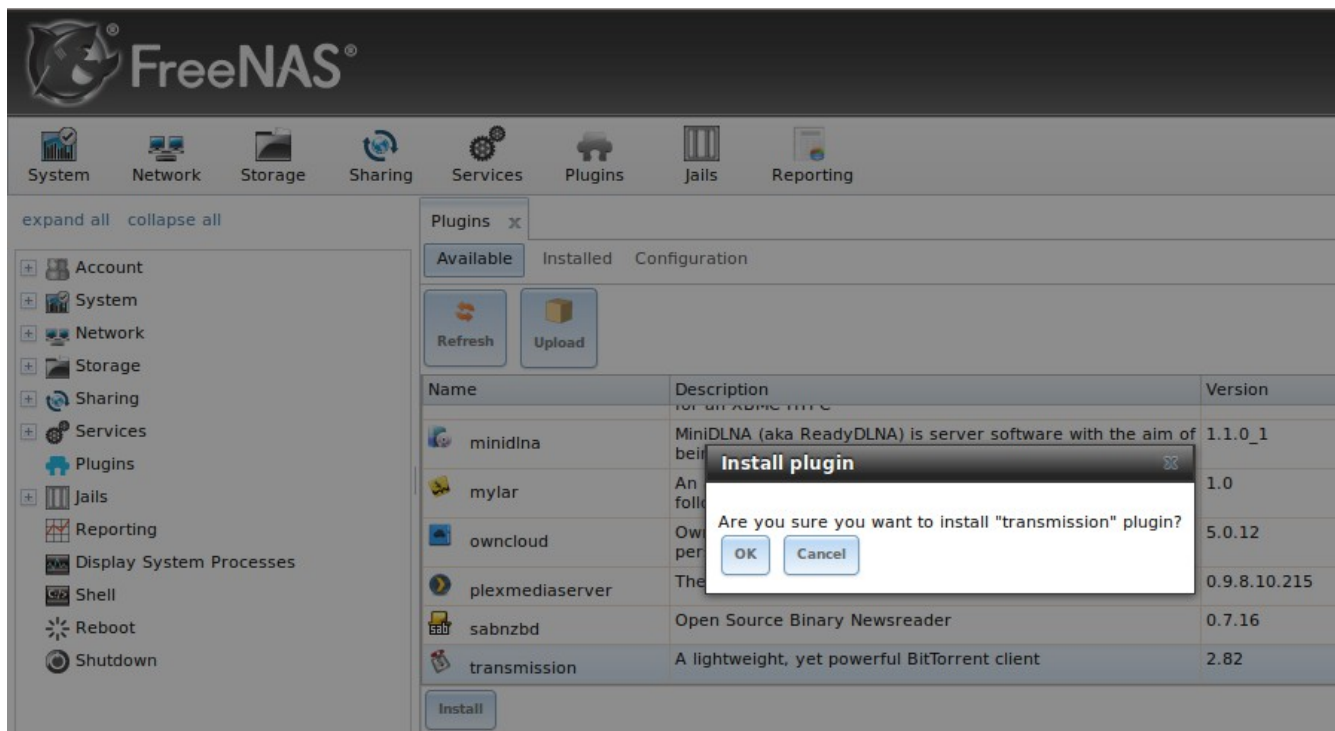 FreeNAS®
System Network Storage Sharing Services Plugins Jails Reporting
expand all collapse all
Account
System
Network
Storage
Sharing
Services
Plugins
Jails
Reporting
Display System Processes
Shell
Reboot
Shutdown
Plugins x
Available Installed Configuration
Refresh Upload
Name Description Version
for an XBMC HTPC
minidlna MiniDLNA (aka ReadyDLNA) is server software with the aim of 1.1.0_1
mylar An 1.0
owncloud 5.0.12
per
plexmediaserver The 0.9.8.10.215
sabnzbd Open Source Binary Newsreader 0.7.16
transmission A lightweight, yet powerful BitTorrent client 2.82
Install
Install plugin
Are you sure you want to install "transmission" plugin?
OK Cancel